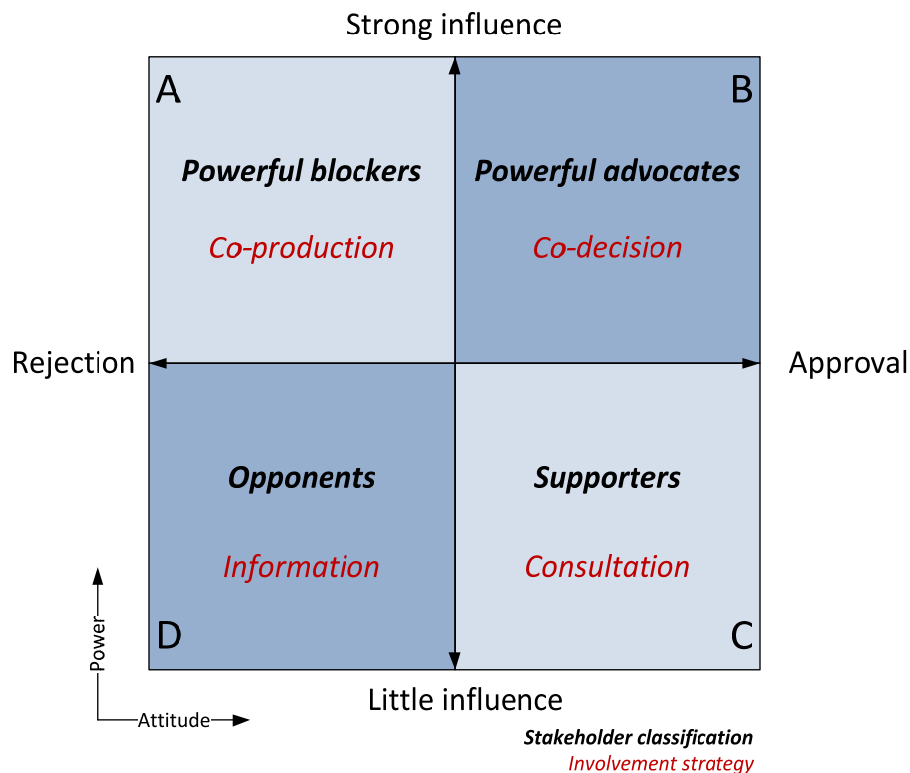 Strong influence
A
B
Powerful blockers
Powerful advocates
Co-production
Co-decision
Rejection
Approval
Opponents
Supporters
Information
Consultation
D
C
Power
Attitude
Little influence
Stakeholder classification
Involvement strategy